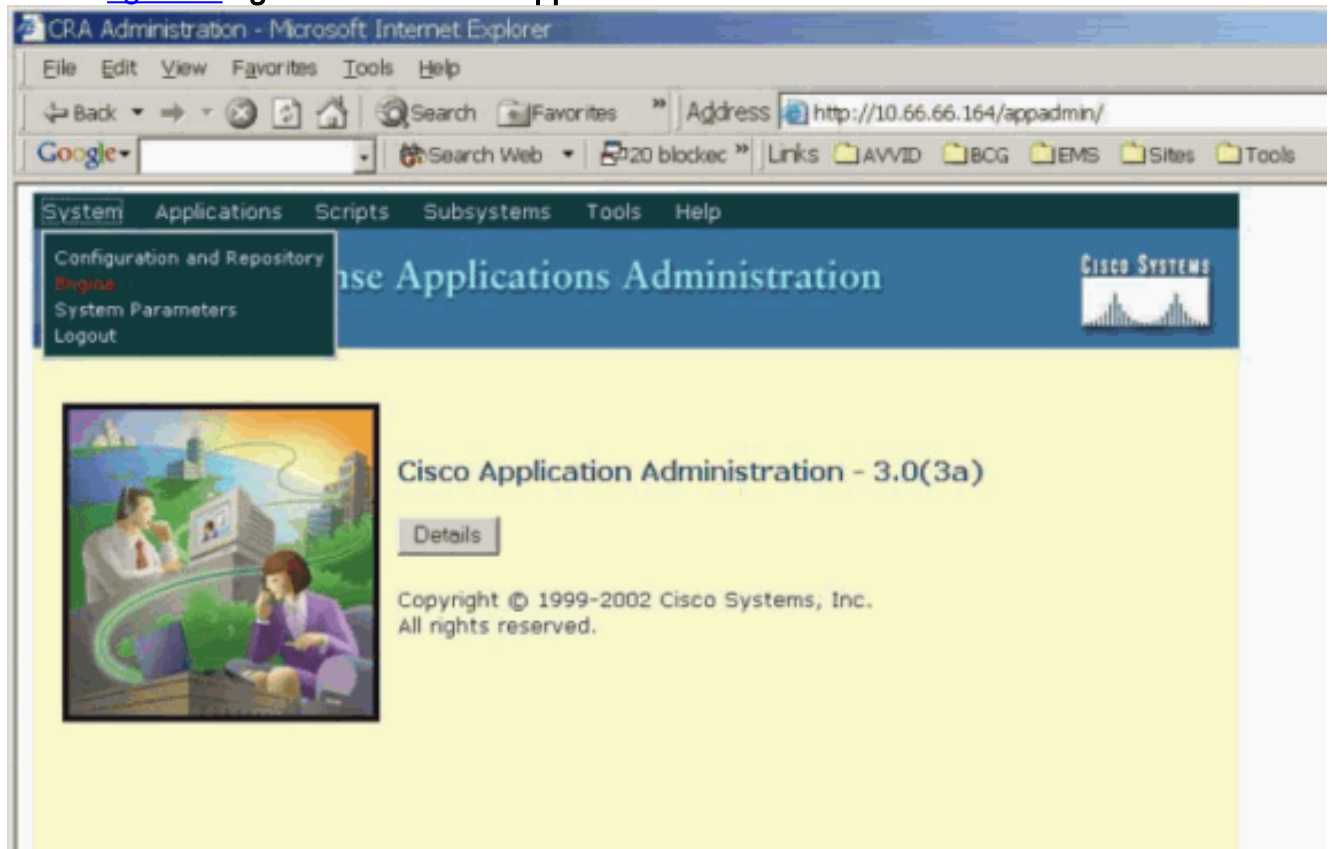 CRA Administration - Microsoft Internet Explorer
File Edit View Favorites Tools Help
Back Search Favorites » Address http://10.66.66.164/appadmin/
Google Search Web 20 blockec » Links AVVID BCG EMS Sites Tools
System Applications Scripts Subsystems Tools Help
Configuration and Repository
Engine
System Parameters
Logout
nse Applications Administration
CISCO SYSTEMS
Cisco Application Administration - 3.0(3a)
Details
Copyright © 1999-2002 Cisco Systems, Inc.
All rights reserved.